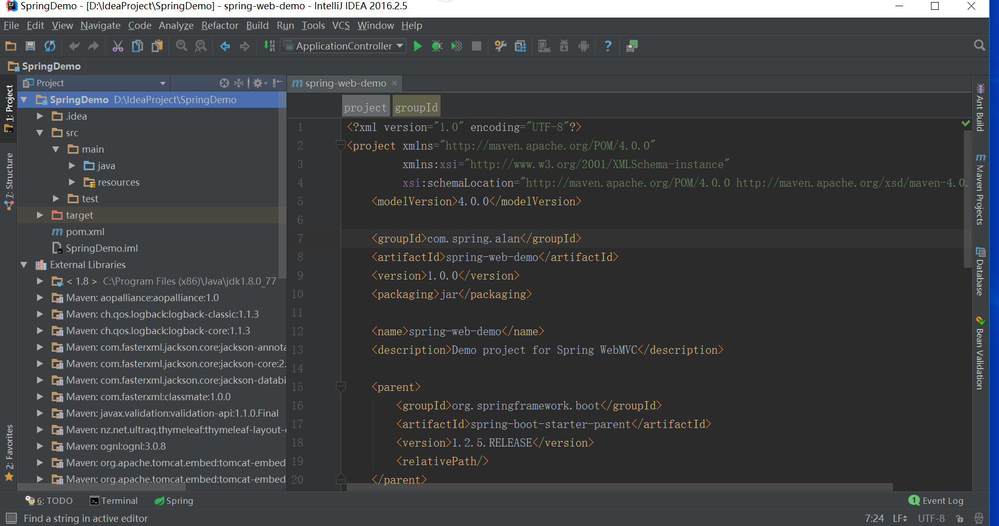 SpringDemo - [D:\IdeaProject\SpringDemo] - spring-web-demo - IntelliJ IDEA 2016.2.5
File Edit View Navigate Code Analyze Refactor Build Run Tools VCS Window Help
ApplicationController
SpringDemo
1: Project
7: Structure
2: Favorites
Project
SpringDemo D:\IdeaProject\SpringDemo
.idea
src
main
java
resources
test
target
pom.xml
SpringDemo.iml
External Libraries
< 1.8 > C:\Program Files (x86)\Java\jdk1.8.0_77
Maven: aopalliance:aopalliance:1.0
Maven: ch.qos.logback:logback-classic:1.1.3
Maven: ch.qos.logback:logback-core:1.1.3
Maven: com.fasterxml.jackson.core:jackson-annota
Maven: com.fasterxml.jackson.core:jackson-core:2.
Maven: com.fasterxml.jackson.core:jackson-databi
Maven: com.fasterxml:classmate:1.0.0
Maven: javax.validation:validation-api:1.1.0.Final
Maven: nz.net.ultraq.thymeleaf:thymeleaf-layout-
Maven: ognl:ognl:3.0.8
Maven: org.apache.tomcat.embed:tomcat-embed
Maven: org.apache.tomcat.embed:tomcat-embed
spring-web-demo
project groupId
1 <?xml version="1.0" encoding="UTF-8"?>
2 <project xmlns="http://maven.apache.org/POM/4.0.0"
3 xmlns:xsi="http://www.w3.org/2001/XMLSchema-instance"
4 xsi:schemaLocation="http://maven.apache.org/POM/4.0.0 http://maven.apache.org/xsd/maven-4.0.
5 <modelVersion>4.0.0</modelVersion>
6
7 <groupId>com.spring.alan</groupId>
8 <artifactId>spring-web-demo</artifactId>
9 <version>1.0.0</version>
10 <packaging>jar</packaging>
11
12 <name>spring-web-demo</name>
13 <description>Demo project for Spring WebMVC</description>
14
15 <parent>
16 <groupId>org.springframework.boot</groupId>
17 <artifactId>spring-boot-starter-parent</artifactId>
18 <version>1.2.5.RELEASE</version>
19 <relativePath/>
20 </parent>
Ant Build
Maven Projects
Database
Bean Validation
6: TODO Terminal Spring
1 Event Log
Find a string in active editor
7:24 LF UTF-8